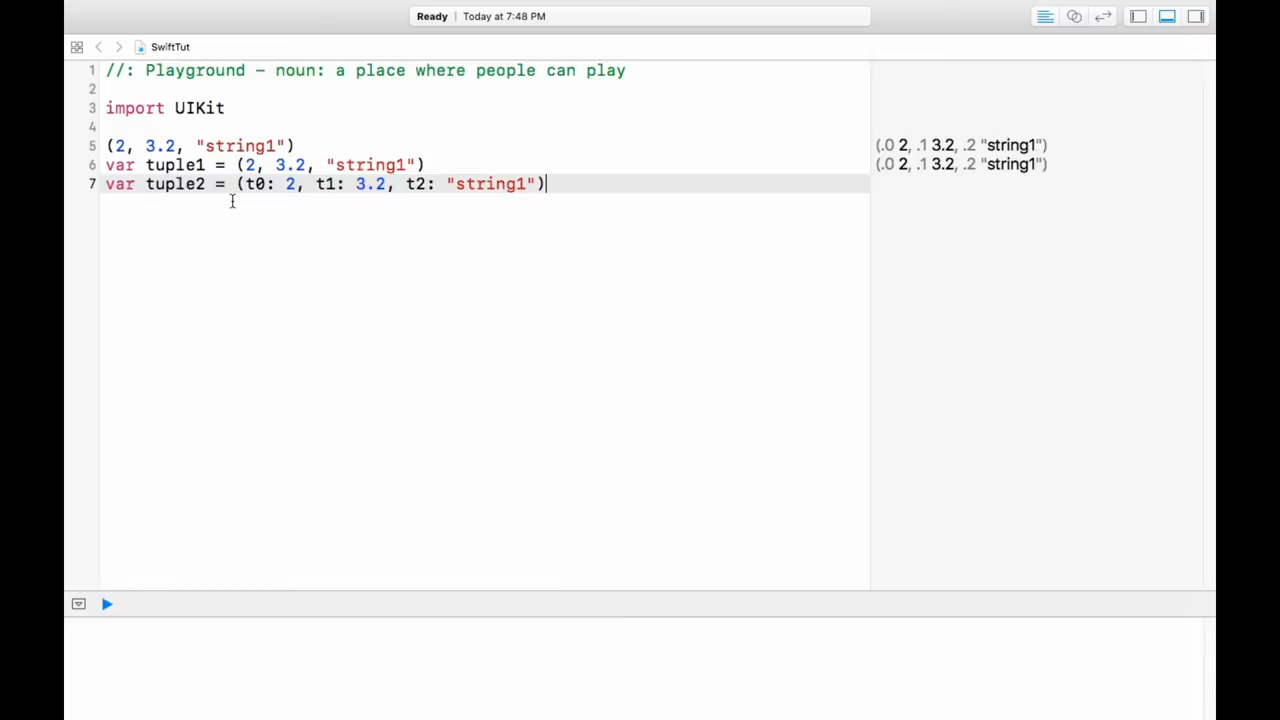 Ready | Today at 7:48 PM
SwiftTut
1 //: Playground – noun: a place where people can play
2
3 import UIKit
4
5 (2, 3.2, "string1") (.0 2, .1 3.2, .2 "string1")
6 var tuple1 = (2, 3.2, "string1") (.0 2, .1 3.2, .2 "string1")
7 var tuple2 = (t0: 2, t1: 3.2, t2: "string1")